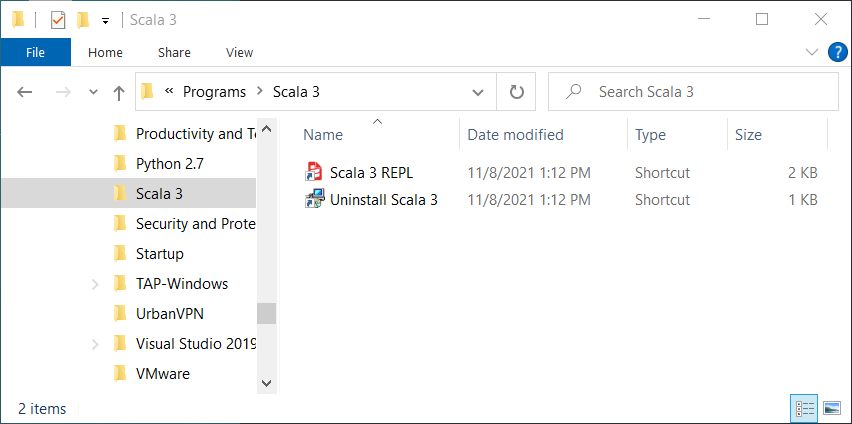 Scala 3
File Home Share View
?
« Programs > Scala 3
Search Scala 3
Productivity and To
Python 2.7
Scala 3
Security and Prote
Startup
TAP-Windows
UrbanVPN
Visual Studio 2019
VMware
Name Date modified Type Size
Scala 3 REPL 11/8/2021 1:12 PM Shortcut 2 KB
Uninstall Scala 3 11/8/2021 1:12 PM Shortcut 1 KB
2 items